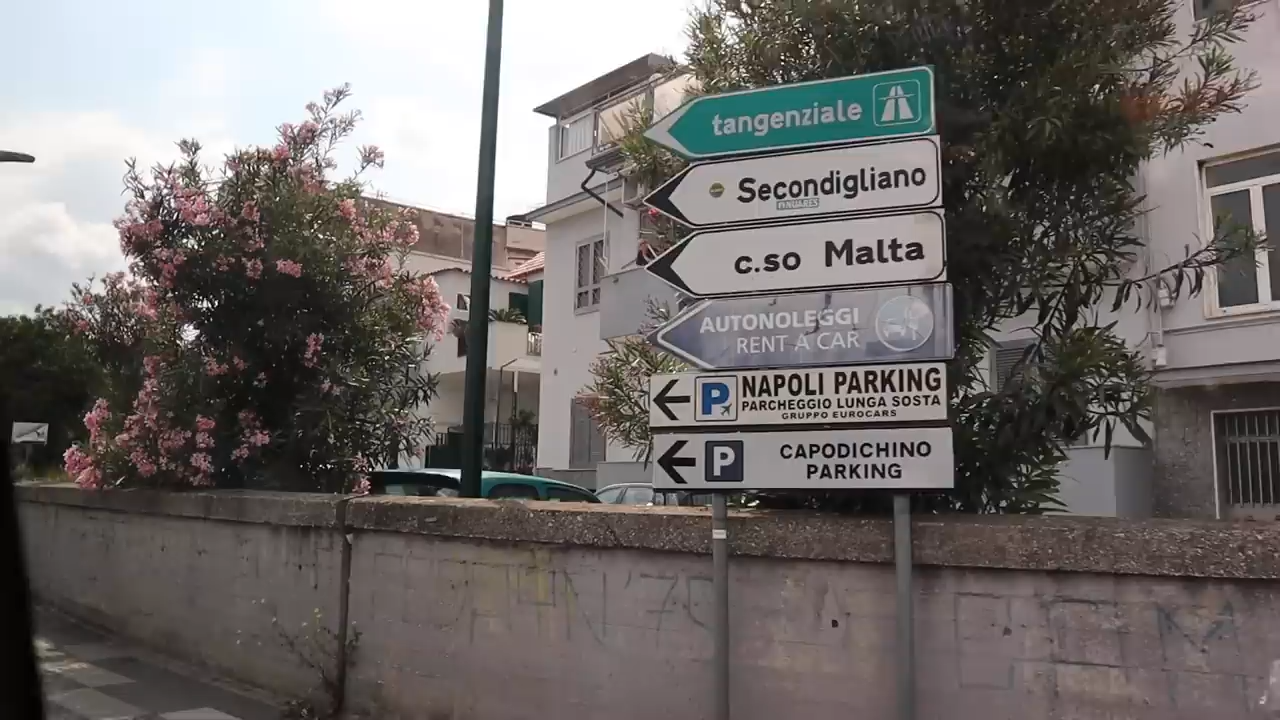 tangenziale
Secondigliano
c.so Malta
AUTONOLEGGI
RENT A CAR
P NAPOLI PARKING
PARCHEGGIO LUNGA SOSTA
GRUPPO EUROCARS
P CAPODICHINO
PARKING